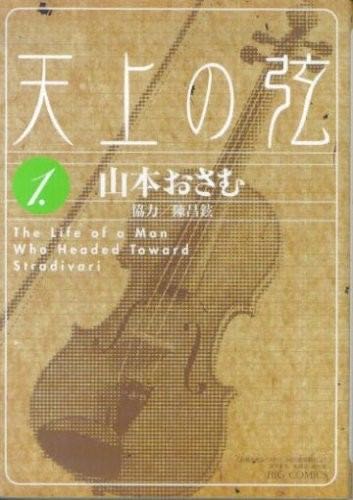 天上の弦
1.
山本おさむ
協力/陳昌鉉
The Life of a Man
Who Headed Toward
Stradivari
BIG COMICS